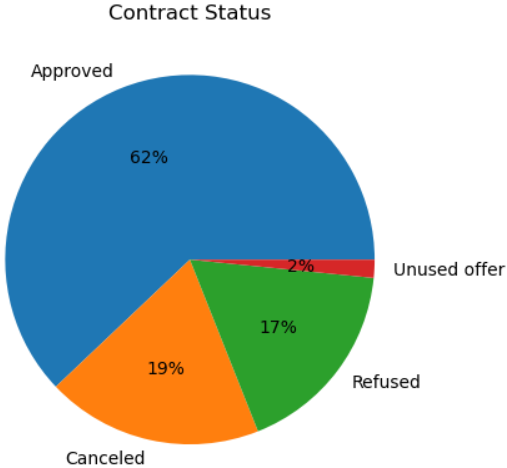 Contract Status
Approved
62%
2%
Unused offer
17%
19%
Refused
Canceled